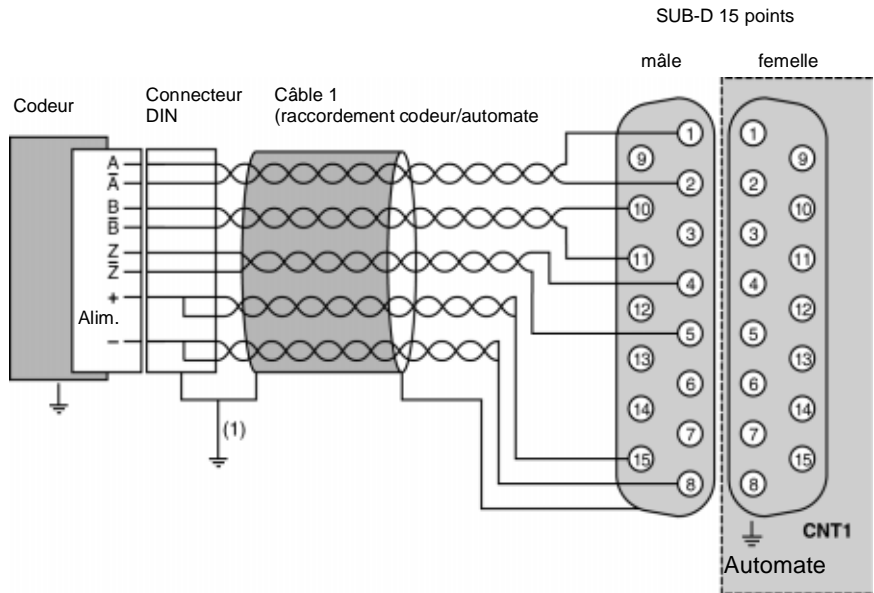 SUB-D 15 points
mâle femelle
Codeur
Connecteur
DIN
Câble 1
(raccordement codeur/automate
A
A̅
B
B̅
Z
Z̅
+
Alim.
−
(1)
1
9
2
10
3
11
4
12
5
13
6
14
7
15
8
1
9
2
10
3
11
4
12
5
13
6
14
7
15
8
CNT1
Automate